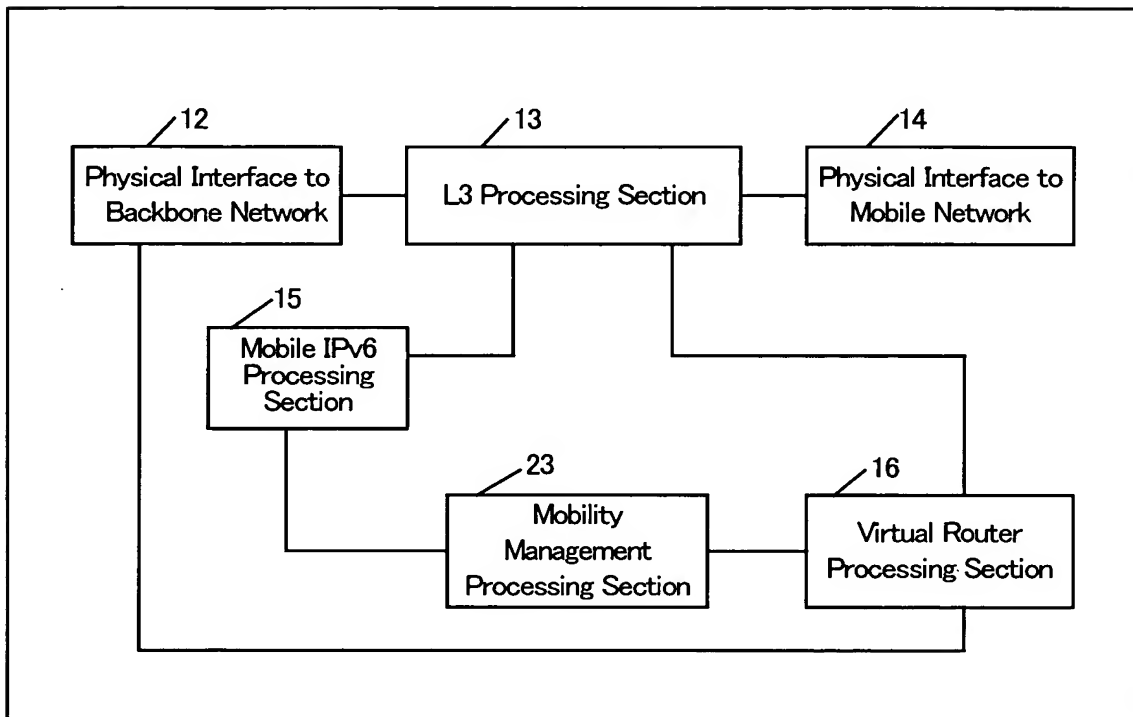 12
Physical Interface to
Backbone Network
13
L3 Processing Section
14
Physical Interface to
Mobile Network
15
Mobile IPv6
Processing
Section
23
Mobility
Management
Processing Section
16
Virtual Router
Processing Section